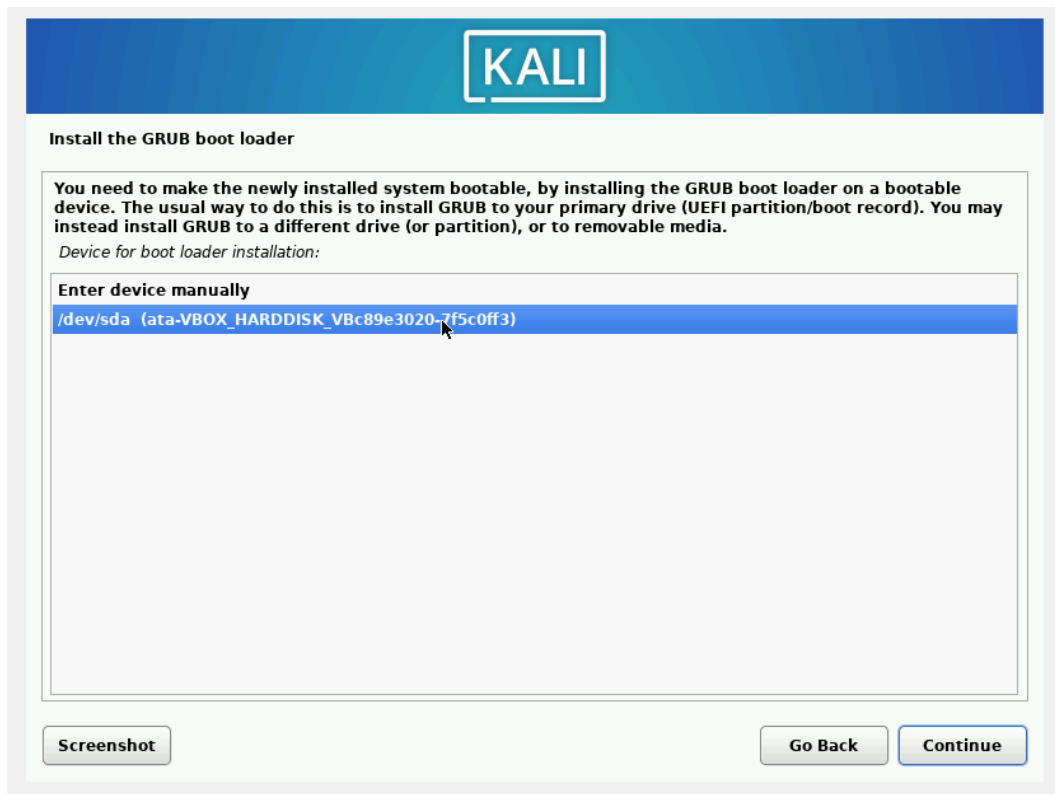 KALI
Install the GRUB boot loader
You need to make the newly installed system bootable, by installing the GRUB boot loader on a bootable
device. The usual way to do this is to install GRUB to your primary drive (UEFI partition/boot record). You may
instead install GRUB to a different drive (or partition), or to removable media.
Device for boot loader installation:
Enter device manually
/dev/sda (ata-VBOX_HARDDISK_VBc89e3020-7f5c0ff3)
Screenshot
Go Back
Continue